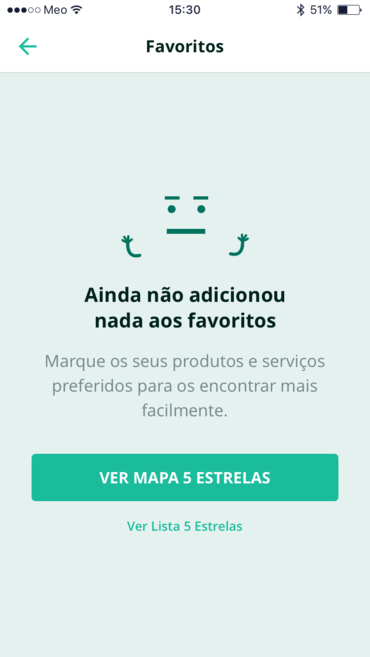 Meo 15:30 51%
Favoritos
Ainda não adicionou
nada aos favoritos
Marque os seus produtos e serviços
preferidos para os encontrar mais
facilmente.
VER MAPA 5 ESTRELAS
Ver Lista 5 Estrelas